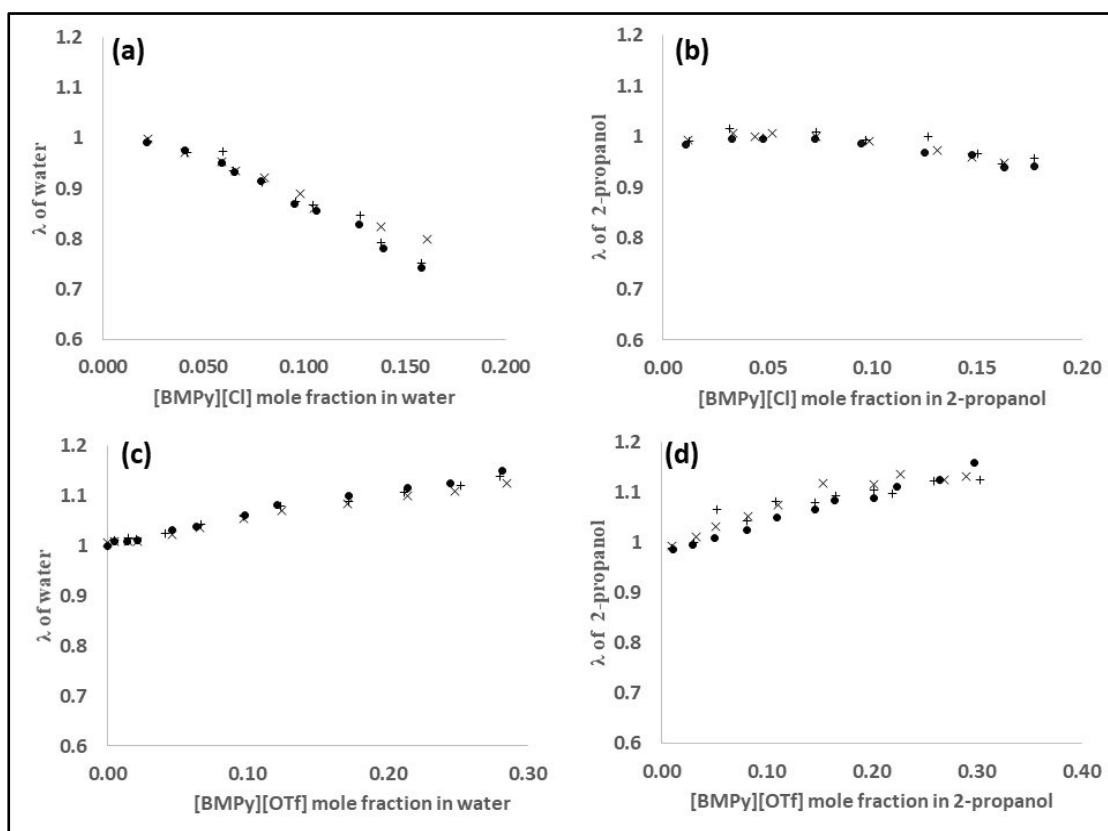 (a)
1.2
1.1
1
0.9
0.8
0.7
0.6
λ of water
0.000 0.050 0.100 0.150 0.200
[BMPy][Cl] mole fraction in water
(b)
1.2
1.1
1
0.9
0.8
0.7
0.6
λ of 2-propanol
0.00 0.05 0.10 0.15 0.20
[BMPy][Cl] mole fraction in 2-propanol
(c)
1.2
1.1
1
0.9
0.8
0.7
0.6
λ of water
0.00 0.10 0.20 0.30
[BMPy][OTf] mole fraction in water
(d)
1.2
1.1
1
0.9
0.8
0.7
0.6
λ of 2-propanol
0.00 0.10 0.20 0.30 0.40
[BMPy][OTf] mole fraction in 2-propanol